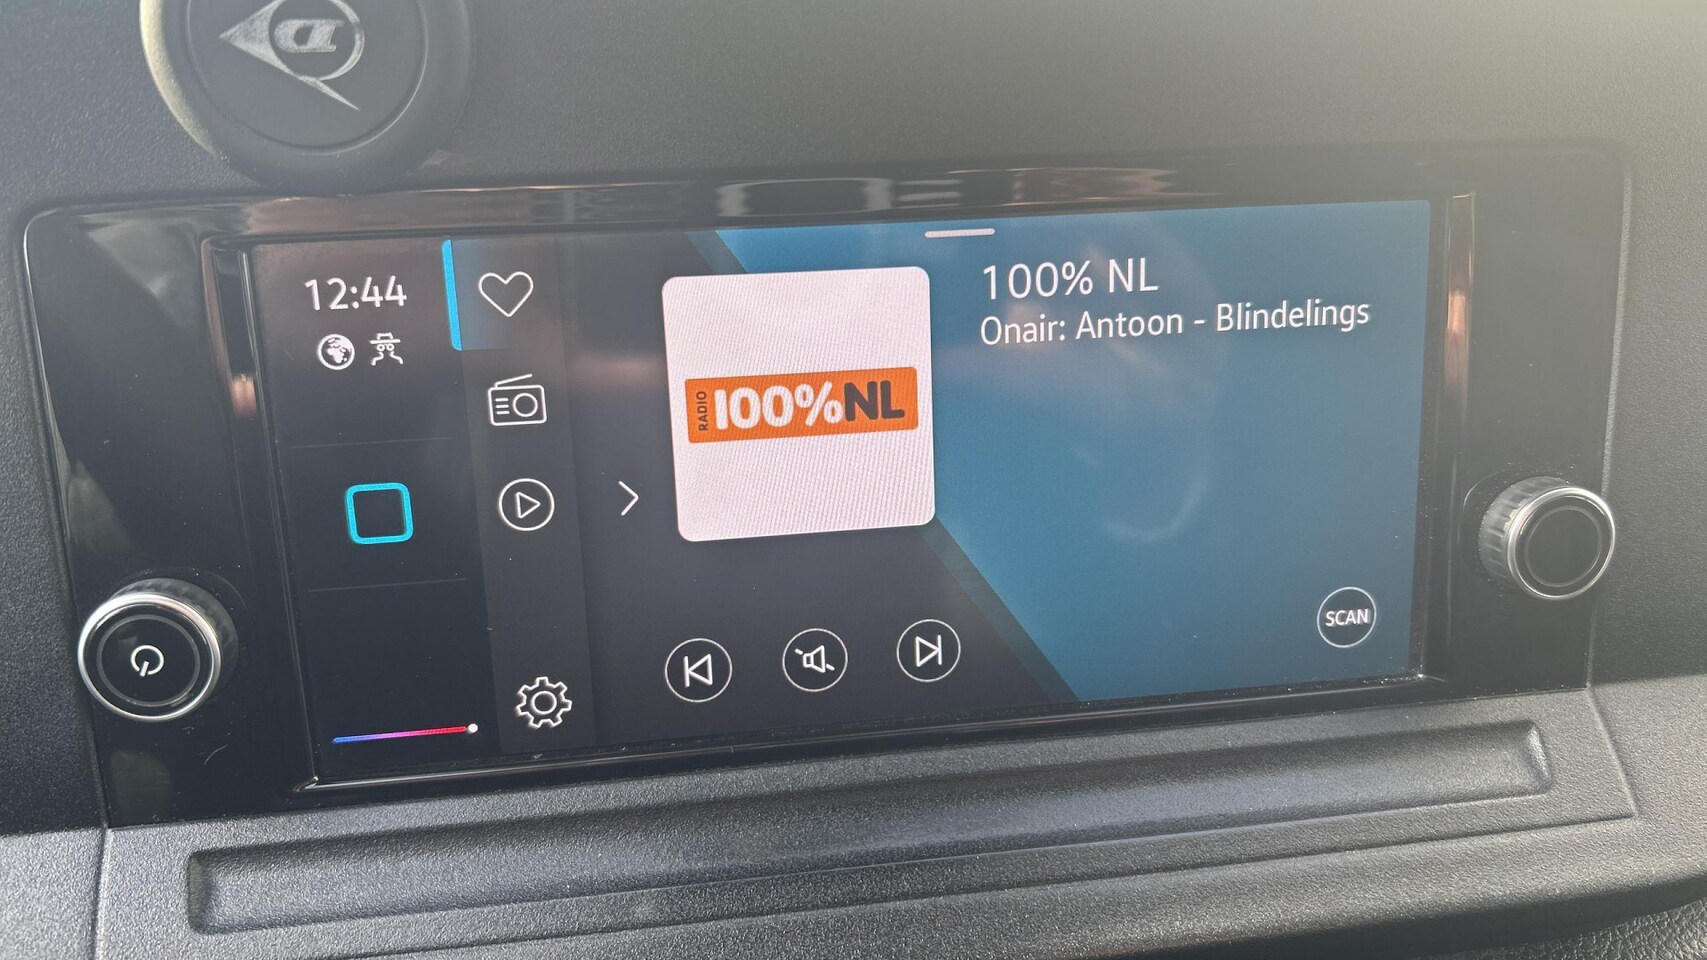 D
12:44
100% NL
Onair: Antoon - Blindelings
RADIO 100%NL
SCAN